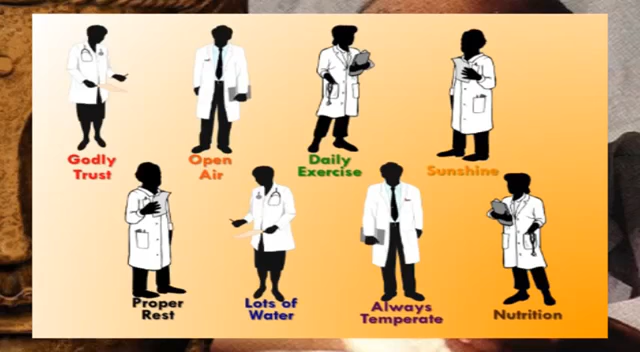 Godly
Trust
Open
Air
Daily
Exercise
Sunshine
Proper
Rest
Lots of
Water
Always
Temperate
Nutrition